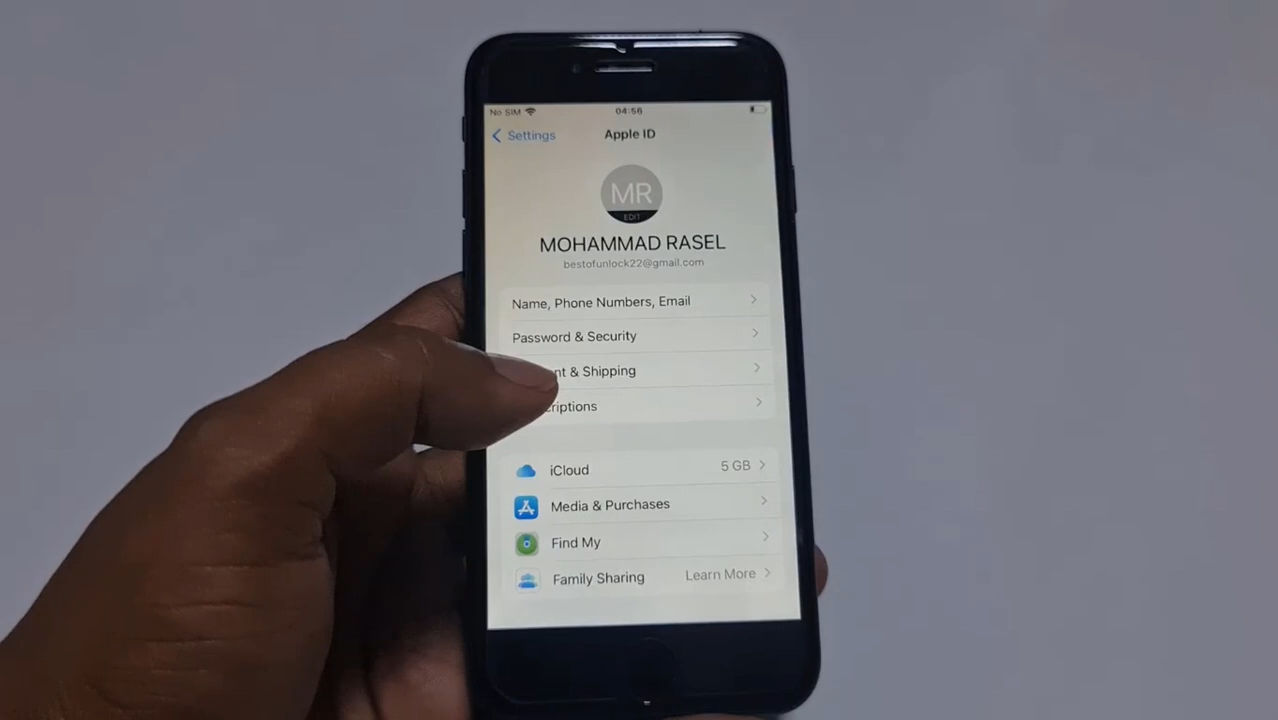 No SIM 04:56
Settings Apple ID
MR
EDIT
MOHAMMAD RASEL
bestofunlock22@gmail.com
Name, Phone Numbers, Email
Password & Security
nt & Shipping
riptions
iCloud 5 GB
Media & Purchases
Find My
Family Sharing Learn More